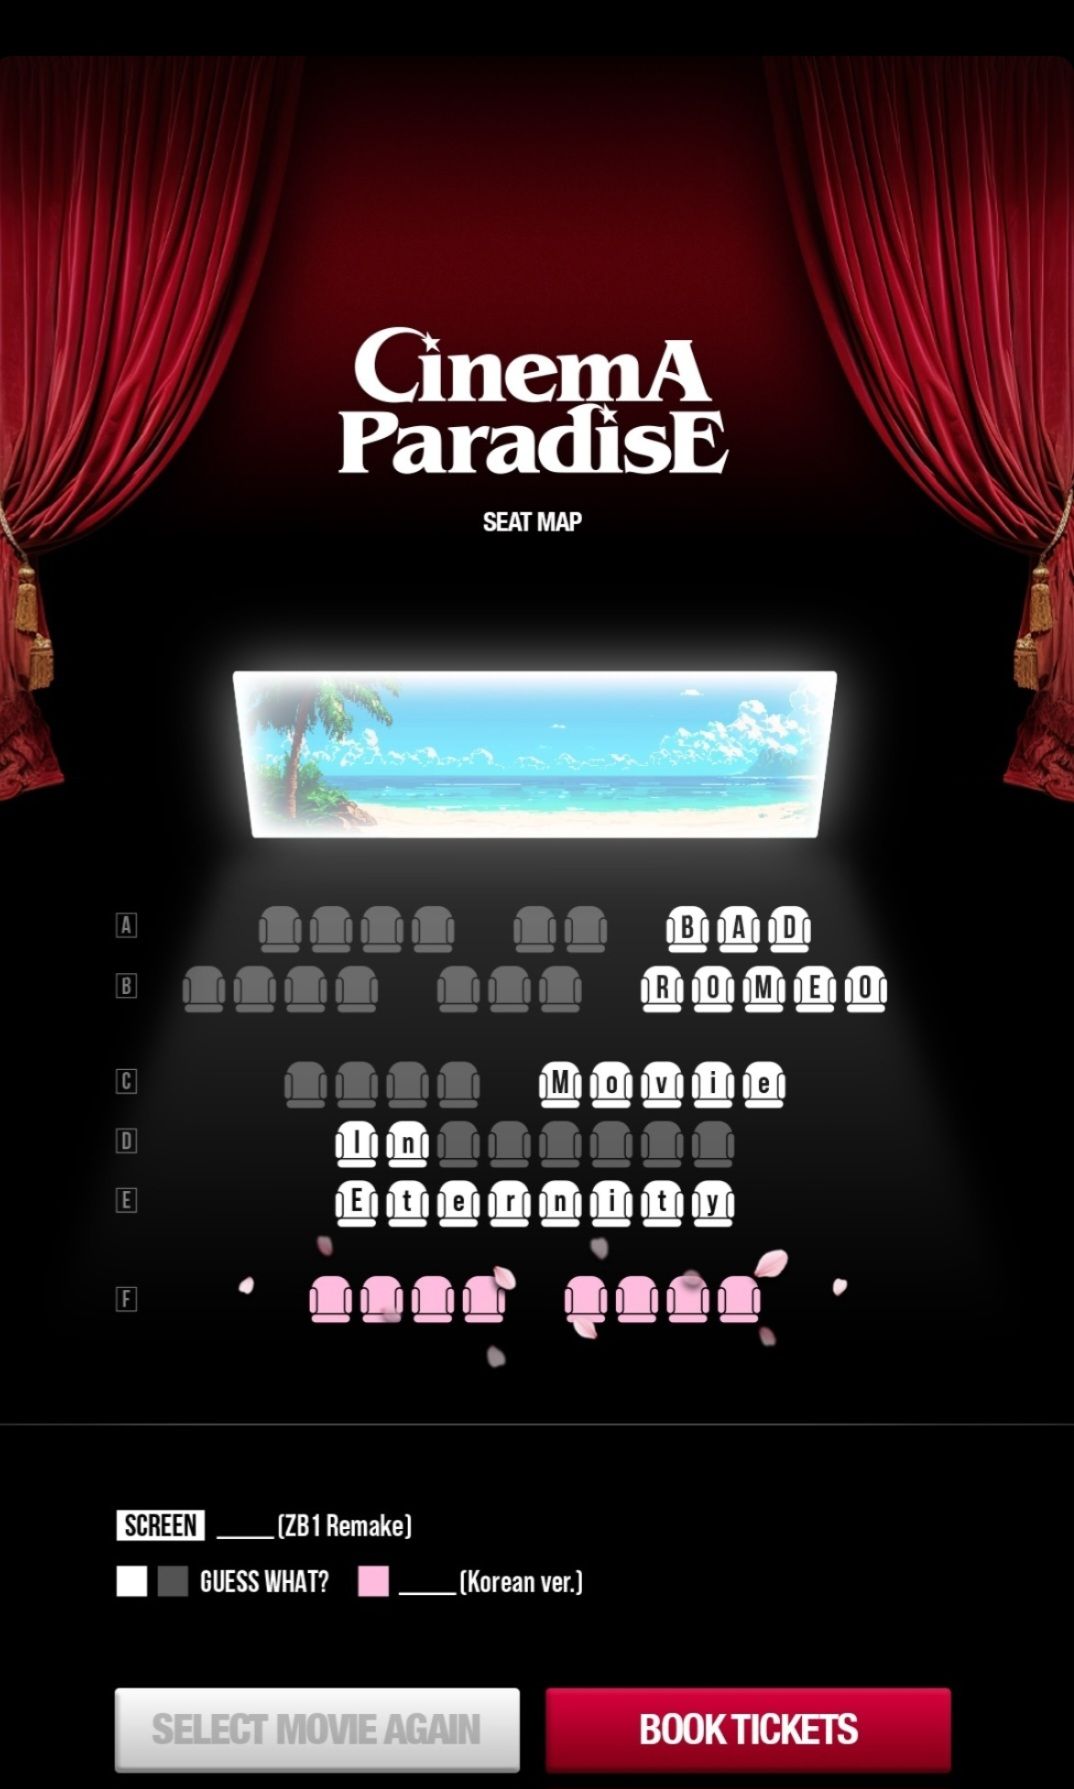 CinemA
ParadisE
SEAT MAP
A BAD
B ROMEO
C Movie
D In
E Eternity
F
SCREEN ____ (ZB1 Remake)
GUESS WHAT? ____ (Korean ver.)
SELECT MOVIE AGAIN BOOK TICKETS